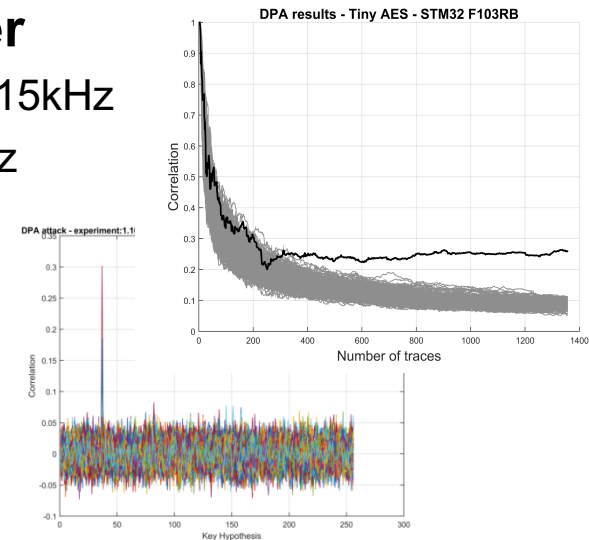 er
15kHz
z
DPA results - Tiny AES - STM32 F103RB
1
0.9
0.8
0.7
0.6
0.5
0.4
0.3
0.2
0.1
0
Correlation
0 200 400 600 800 1000 1200 1400
Number of traces
DPA attack - experiment:1.1
0.35
0.3
0.25
0.2
0.15
0.1
0.05
0
-0.05
-0.1
Correlation
0 50 100 150 200 250 300
Key Hypothesis